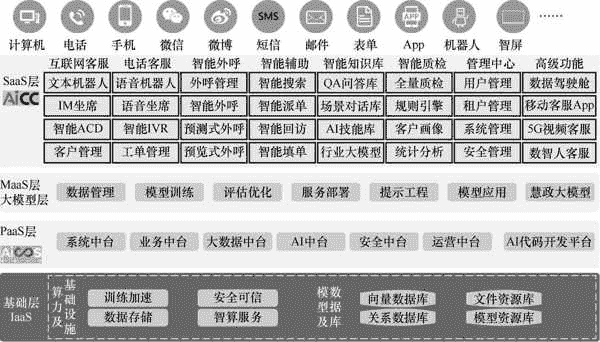 SMS
APP
……
计算机 电话 手机 微信 微博 短信 邮件 表单 App 机器人 智屏
SaaS层
AiCC
互联网客服 电话客服 智能外呼 智能辅助 智能知识库 智能质检 管理中心 高级功能
文本机器人 语音机器人 外呼管理 智能搜索 QA问答库 全量质检 用户管理 数据驾驶舱
IM坐席 语音坐席 智能外呼 智能派单 场景对话库 规则引擎 租户管理 移动客服App
智能ACD 智能IVR 预测式外呼 智能回访 AI技能库 客户画像 系统管理 5G视频客服
客户管理 工单管理 预览式外呼 智能填单 行业大模型 统计分析 安全管理 数智人客服
MaaS层
大模型层
数据管理 模型训练 评估优化 服务部署 提示工程 模型应用 慧政大模型
PaaS层
系统中台 业务中台 大数据中台 AI中台 安全中台 运营中台 AI代码开发平台
基础层
IaaS
算力及
基础设施
训练加速 安全可信
数据存储 智算服务
模型及库
数据库
向量数据库 文件资源库
关系数据库 模型资源库